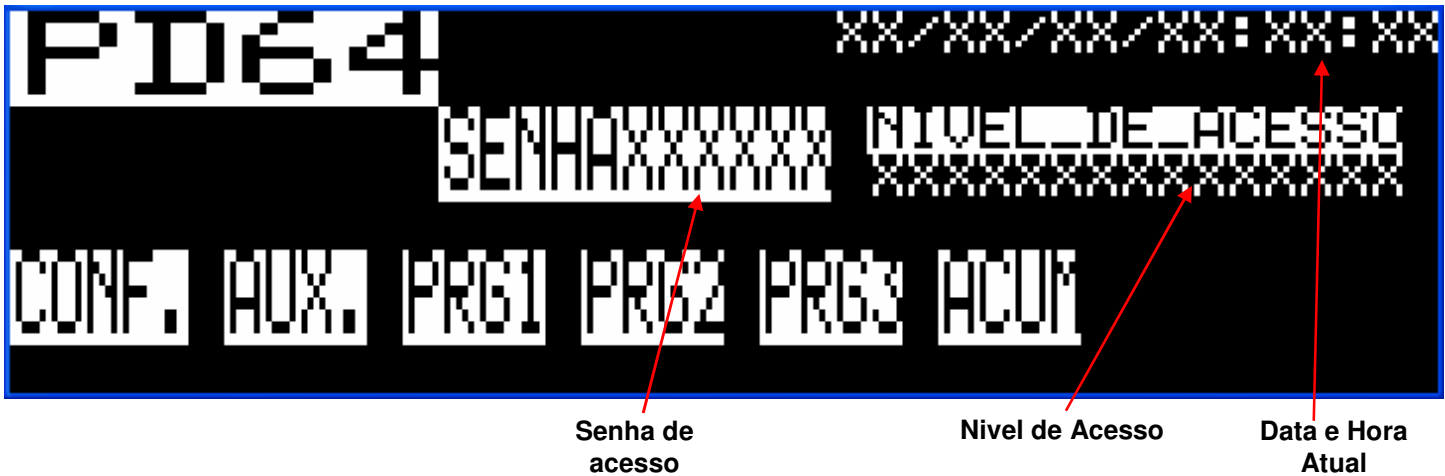 PD64 XX/XX/XX/XX:XX:XX
SENHAXXXXXX NIVEL_DE_ACESSO
XXXXXXXXXXXXXXX
CONF. AUX. PRG1 PRG2 PRG3 ACUM
Senha de acesso
Nivel de Acesso
Data e Hora Atual